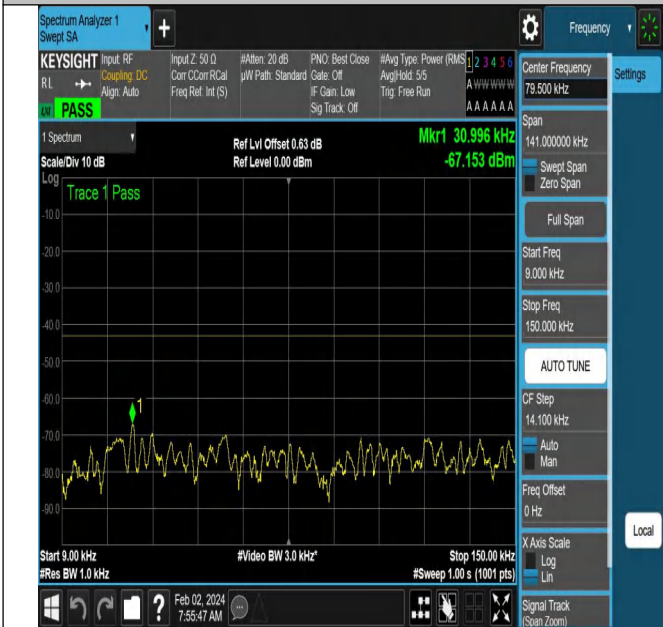 Spectrum Analyzer 1
Swept SA
+
Frequency
KEYSIGHT
RL
Input: RF
Coupling: DC
Align: Auto
Input Z: 50 Ω
Corr CCorr RCal
Freq Ref: Int (S)
#Atten: 20 dB
µW Path: Standard
PNO: Best Close
Gate: Off
IF Gain: Low
Sig Track: Off
#Avg Type: Power (RMS
Avg|Hold: 5/5
Trig: Free Run
1 2 3 4 5 6
A W W W W W
A A A A A A
PASS
1 Spectrum
Scale/Div 10 dB
Ref Lvl Offset 0.63 dB
Ref Level 0.00 dBm
Mkr1 30.996 kHz
-67.153 dBm
Log
Trace 1 Pass
-10.0
-20.0
-30.0
-40.0
-50.0
-60.0
-70.0
-80.0
-90.0
1
Start 9.00 kHz
#Res BW 1.0 kHz
#Video BW 3.0 kHz*
Stop 150.00 kHz
#Sweep 1.00 s (1001 pts)
Center Frequency
79.500 kHz
Settings
Span
141.000000 kHz
Swept Span
Zero Span
Full Span
Start Freq
9.000 kHz
Stop Freq
150.000 kHz
AUTO TUNE
CF Step
14.100 kHz
Auto
Man
Freq Offset
0 Hz
X Axis Scale
Log
Lin
Local
Signal Track
(Span Zoom)
?
Feb 02, 2024
7:55:47 AM